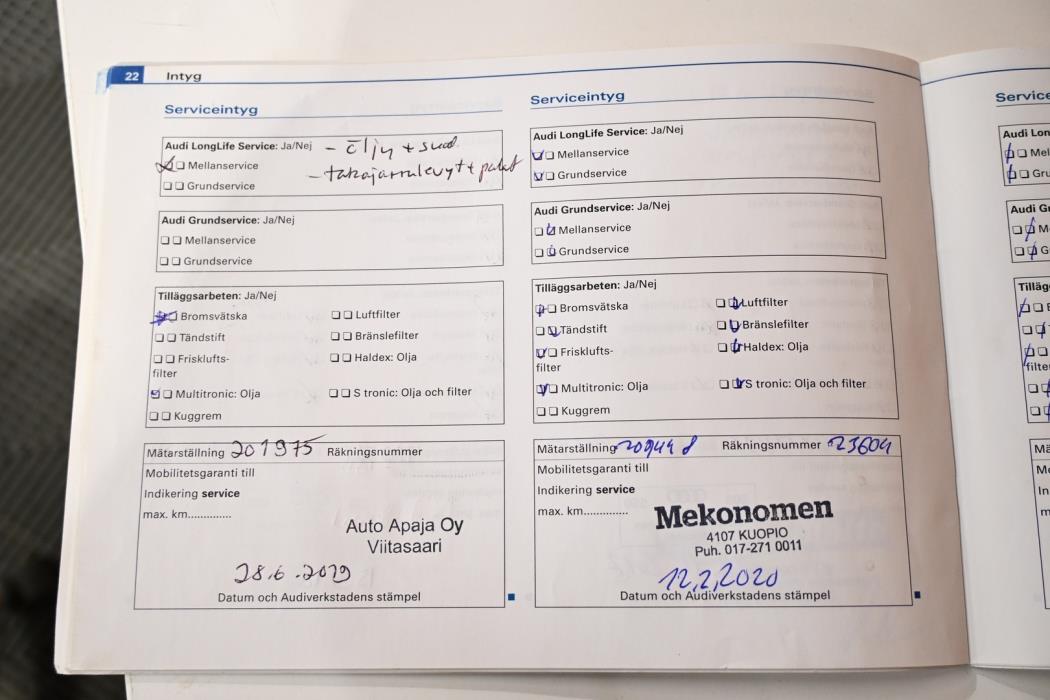 22 Intyg
Serviceintyg
Audi LongLife Service: Ja/Nej - öljy + suod.
Mellanservice - takajarrulevyt + palat
Grundservice
Audi Grundservice: Ja/Nej
Mellanservice
Grundservice
Tilläggsarbeten: Ja/Nej
Bromsvätska Luftfilter
Tändstift Bränslefilter
Frisklufts- Haldex: Olja
filter
Multitronic: Olja S tronic: Olja och filter
Kuggrem
Mätarställning 201975 Räkningsnummer
Mobilitetsgaranti till
Indikering service
max. km..............
Auto Apaja Oy
Viitasaari
28.6.2019
Datum och Audiverkstadens stämpel
Serviceintyg
Audi LongLife Service: Ja/Nej
Mellanservice
Grundservice
Audi Grundservice: Ja/Nej
Mellanservice
Grundservice
Tilläggsarbeten: Ja/Nej
Bromsvätska Luftfilter
Tändstift Bränslefilter
Frisklufts- Haldex: Olja
filter
Multitronic: Olja S tronic: Olja och filter
Kuggrem
Mätarställning 209448 Räkningsnummer 23604
Mobilitetsgaranti till
Indikering service
max. km..............
Mekonomen
4107 KUOPIO
Puh. 017-271 0011
12,2,2020
Datum och Audiverkstadens stämpel